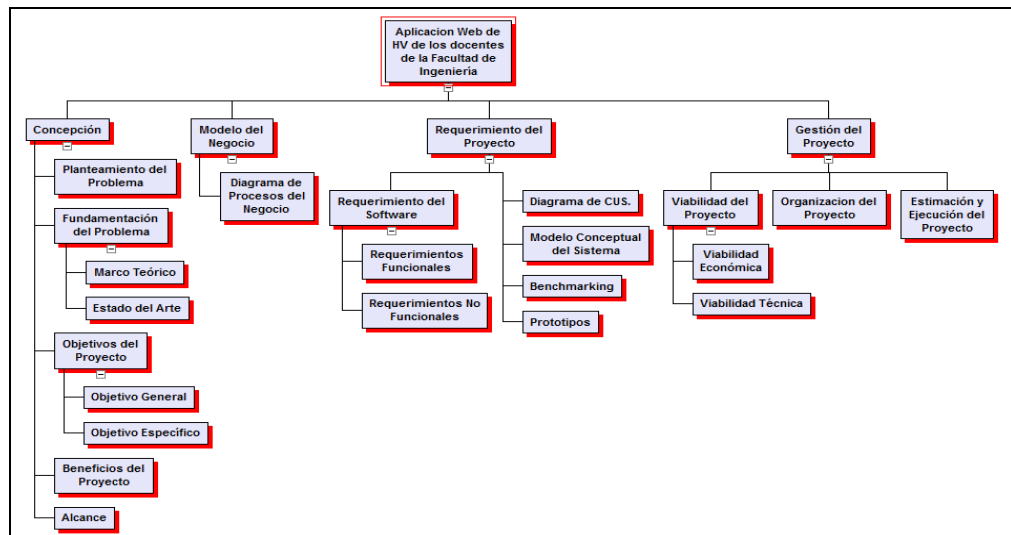 Aplicacion Web de
HV de los docentes
de la Facultad de
Ingeniería
Concepción
Planteamiento del
Problema
Fundamentación
del Problema
Marco Teórico
Estado del Arte
Objetivos del
Proyecto
Objetivo General
Objetivo Específico
Beneficios del
Proyecto
Alcance
Modelo del
Negocio
Diagrama de
Procesos del
Negocio
Requerimiento del
Proyecto
Requerimiento del
Software
Requerimientos
Funcionales
Requerimientos No
Funcionales
Diagrama de CUS.
Modelo Conceptual
del Sistema
Benchmarking
Prototipos
Gestión del
Proyecto
Viabilidad del
Proyecto
Viabilidad
Económica
Viabilidad Técnica
Organizacion del
Proyecto
Estimación y
Ejecución del
Proyecto